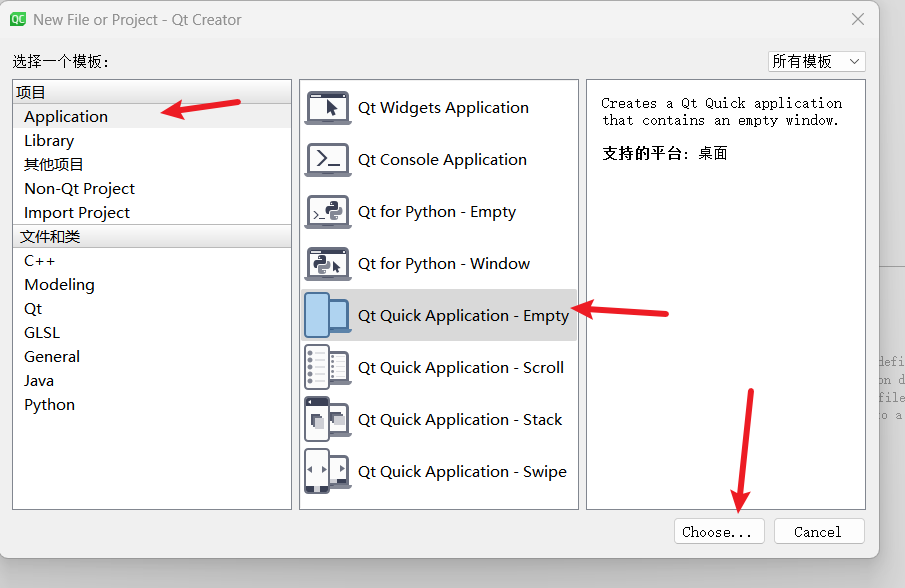 QC New File or Project - Qt Creator
选择一个模板:
所有模板
项目
Application
Library
其他项目
Non-Qt Project
Import Project
文件和类
C++
Modeling
Qt
GLSL
General
Java
Python
Qt Widgets Application
Qt Console Application
Qt for Python - Empty
Qt for Python - Window
Qt Quick Application - Empty
Qt Quick Application - Scroll
Qt Quick Application - Stack
Qt Quick Application - Swipe
Creates a Qt Quick application
that contains an empty window.
支持的平台: 桌面
Choose...
Cancel